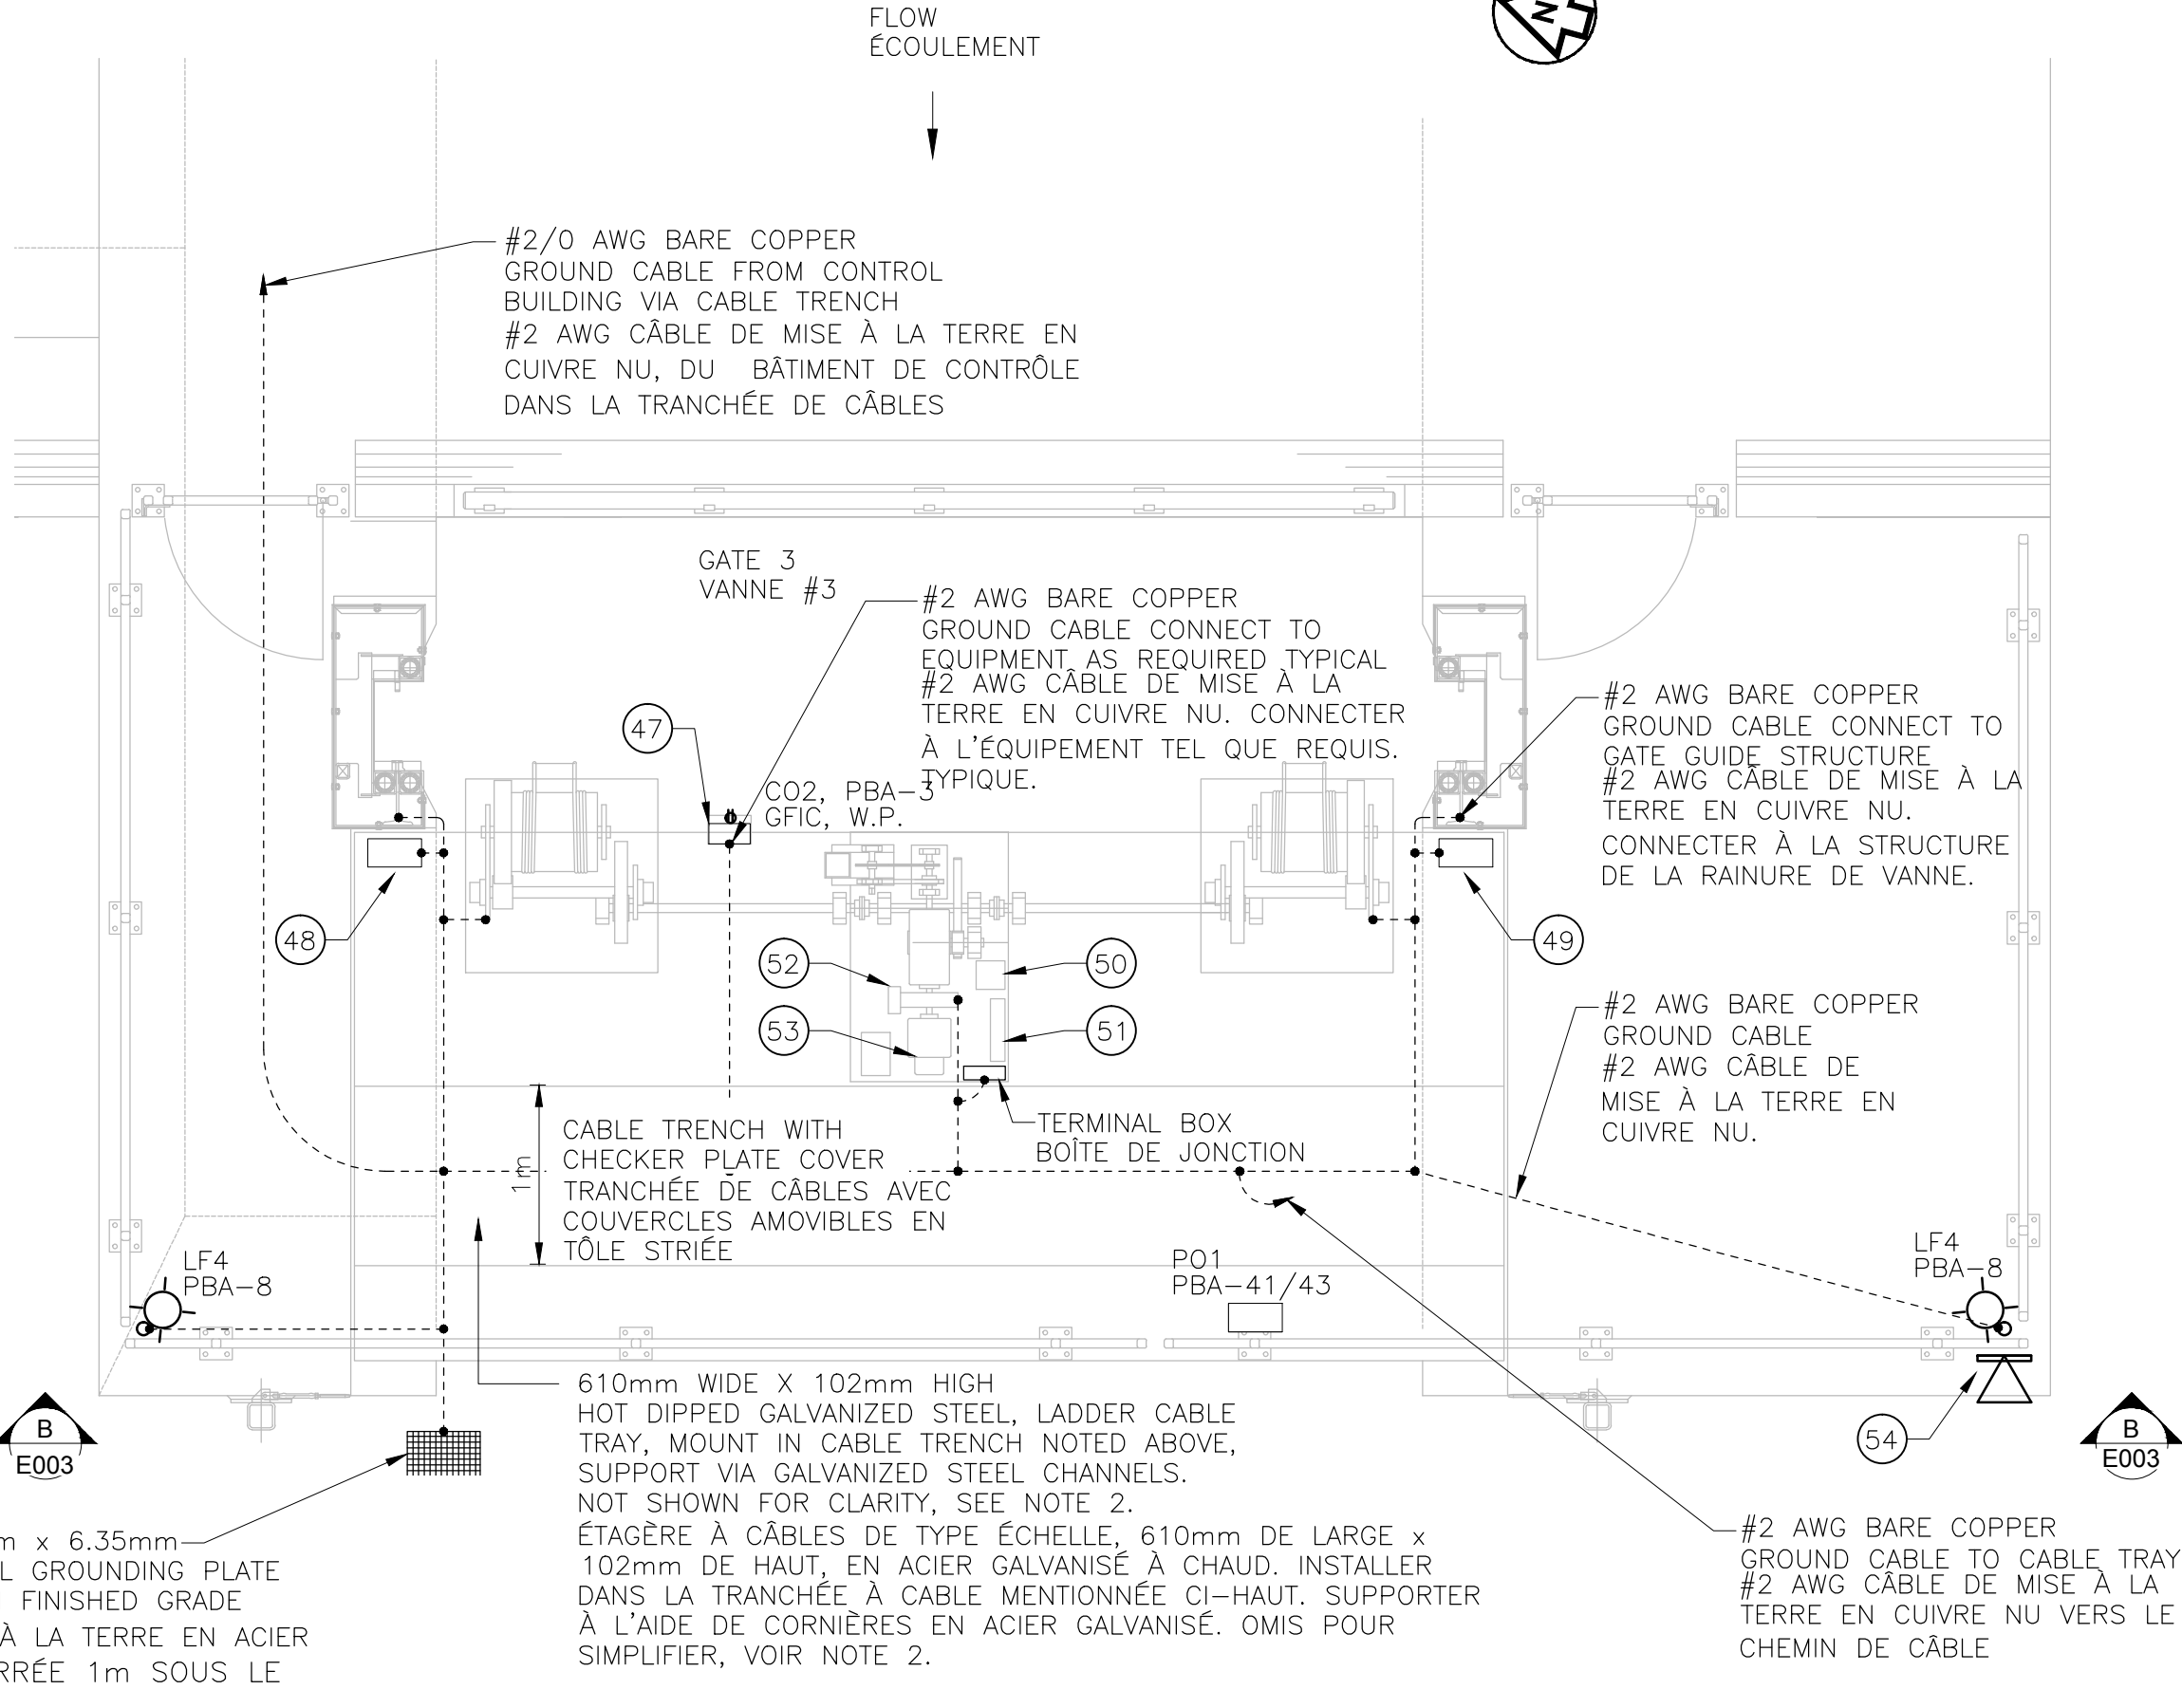 FLOW
ÉCOULEMENT
N
#2/0 AWG BARE COPPER
GROUND CABLE FROM CONTROL
BUILDING VIA CABLE TRENCH
#2 AWG CÂBLE DE MISE À LA TERRE EN
CUIVRE NU, DU BÂTIMENT DE CONTRÔLE
DANS LA TRANCHÉE DE CÂBLES
GATE 3
VANNE #3
#2 AWG BARE COPPER
GROUND CABLE CONNECT TO
EQUIPMENT AS REQUIRED TYPICAL
#2 AWG CÂBLE DE MISE À LA
TERRE EN CUIVRE NU. CONNECTER
À L'ÉQUIPEMENT TEL QUE REQUIS.
TYPIQUE.
#2 AWG BARE COPPER
GROUND CABLE CONNECT TO
GATE GUIDE STRUCTURE
#2 AWG CÂBLE DE MISE À LA
TERRE EN CUIVRE NU.
CONNECTER À LA STRUCTURE
DE LA RAINURE DE VANNE.
47
CO2, PBA-3
GFIC, W.P.
48
49
52
50
53
51
#2 AWG BARE COPPER
GROUND CABLE
#2 AWG CÂBLE DE
MISE À LA TERRE EN
CUIVRE NU.
TERMINAL BOX
BOÎTE DE JONCTION
1m
CABLE TRENCH WITH
CHECKER PLATE COVER
TRANCHÉE DE CÂBLES AVEC
COUVERCLES AMOVIBLES EN
TÔLE STRIÉE
LF4
PBA-8
PO1
PBA-41/43
LF4
PBA-8
54
B
E003
B
E003
610mm WIDE X 102mm HIGH
HOT DIPPED GALVANIZED STEEL, LADDER CABLE
TRAY, MOUNT IN CABLE TRENCH NOTED ABOVE,
SUPPORT VIA GALVANIZED STEEL CHANNELS.
NOT SHOWN FOR CLARITY, SEE NOTE 2.
ÉTAGÈRE À CÂBLES DE TYPE ÉCHELLE, 610mm DE LARGE x
102mm DE HAUT, EN ACIER GALVANISÉ À CHAUD. INSTALLER
DANS LA TRANCHÉE À CABLE MENTIONNÉE CI-HAUT. SUPPORTER
À L'AIDE DE CORNIÈRES EN ACIER GALVANISÉ. OMIS POUR
SIMPLIFIER, VOIR NOTE 2.
x 6.35mm
GROUNDING PLATE
FINISHED GRADE
À LA TERRE EN ACIER
1m SOUS LE
#2 AWG BARE COPPER
GROUND CABLE TO CABLE TRAY
#2 AWG CÂBLE DE MISE À LA
TERRE EN CUIVRE NU VERS LE
CHEMIN DE CÂBLE